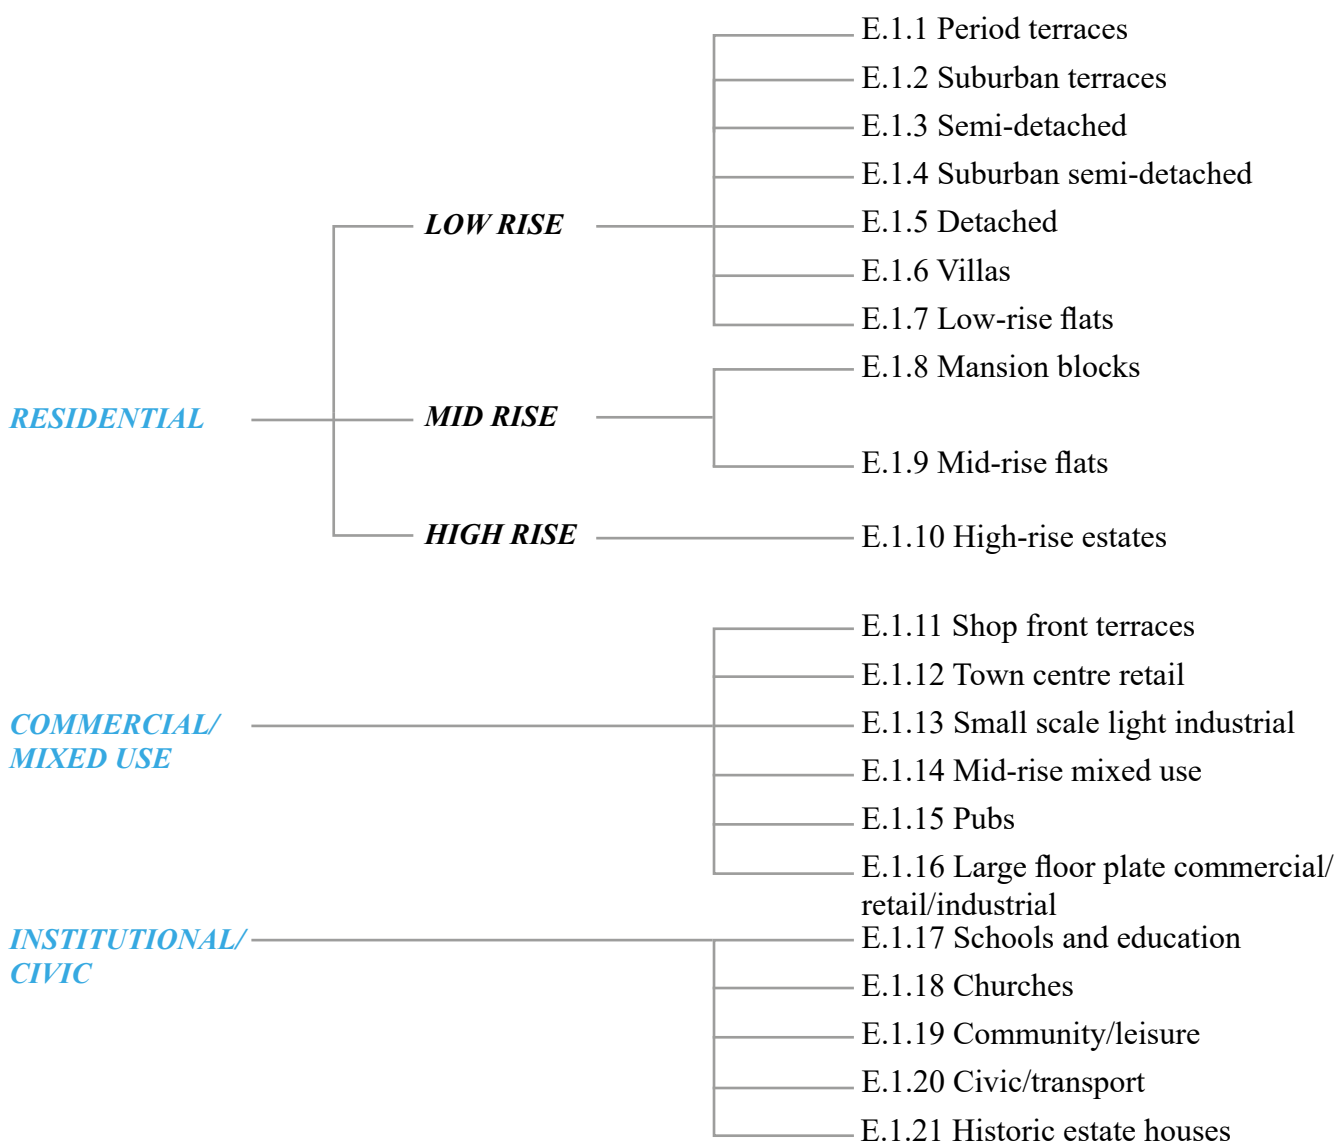 E.1.1 Period terraces
E.1.2 Suburban terraces
E.1.3 Semi-detached
E.1.4 Suburban semi-detached
LOW RISE
E.1.5 Detached
E.1.6 Villas
E.1.7 Low-rise flats
E.1.8 Mansion blocks
RESIDENTIAL
MID RISE
E.1.9 Mid-rise flats
HIGH RISE
E.1.10 High-rise estates
E.1.11 Shop front terraces
E.1.12 Town centre retail
COMMERCIAL/
MIXED USE
E.1.13 Small scale light industrial
E.1.14 Mid-rise mixed use
E.1.15 Pubs
E.1.16 Large floor plate commercial/
retail/industrial
INSTITUTIONAL/
CIVIC
E.1.17 Schools and education
E.1.18 Churches
E.1.19 Community/leisure
E.1.20 Civic/transport
E.1.21 Historic estate houses